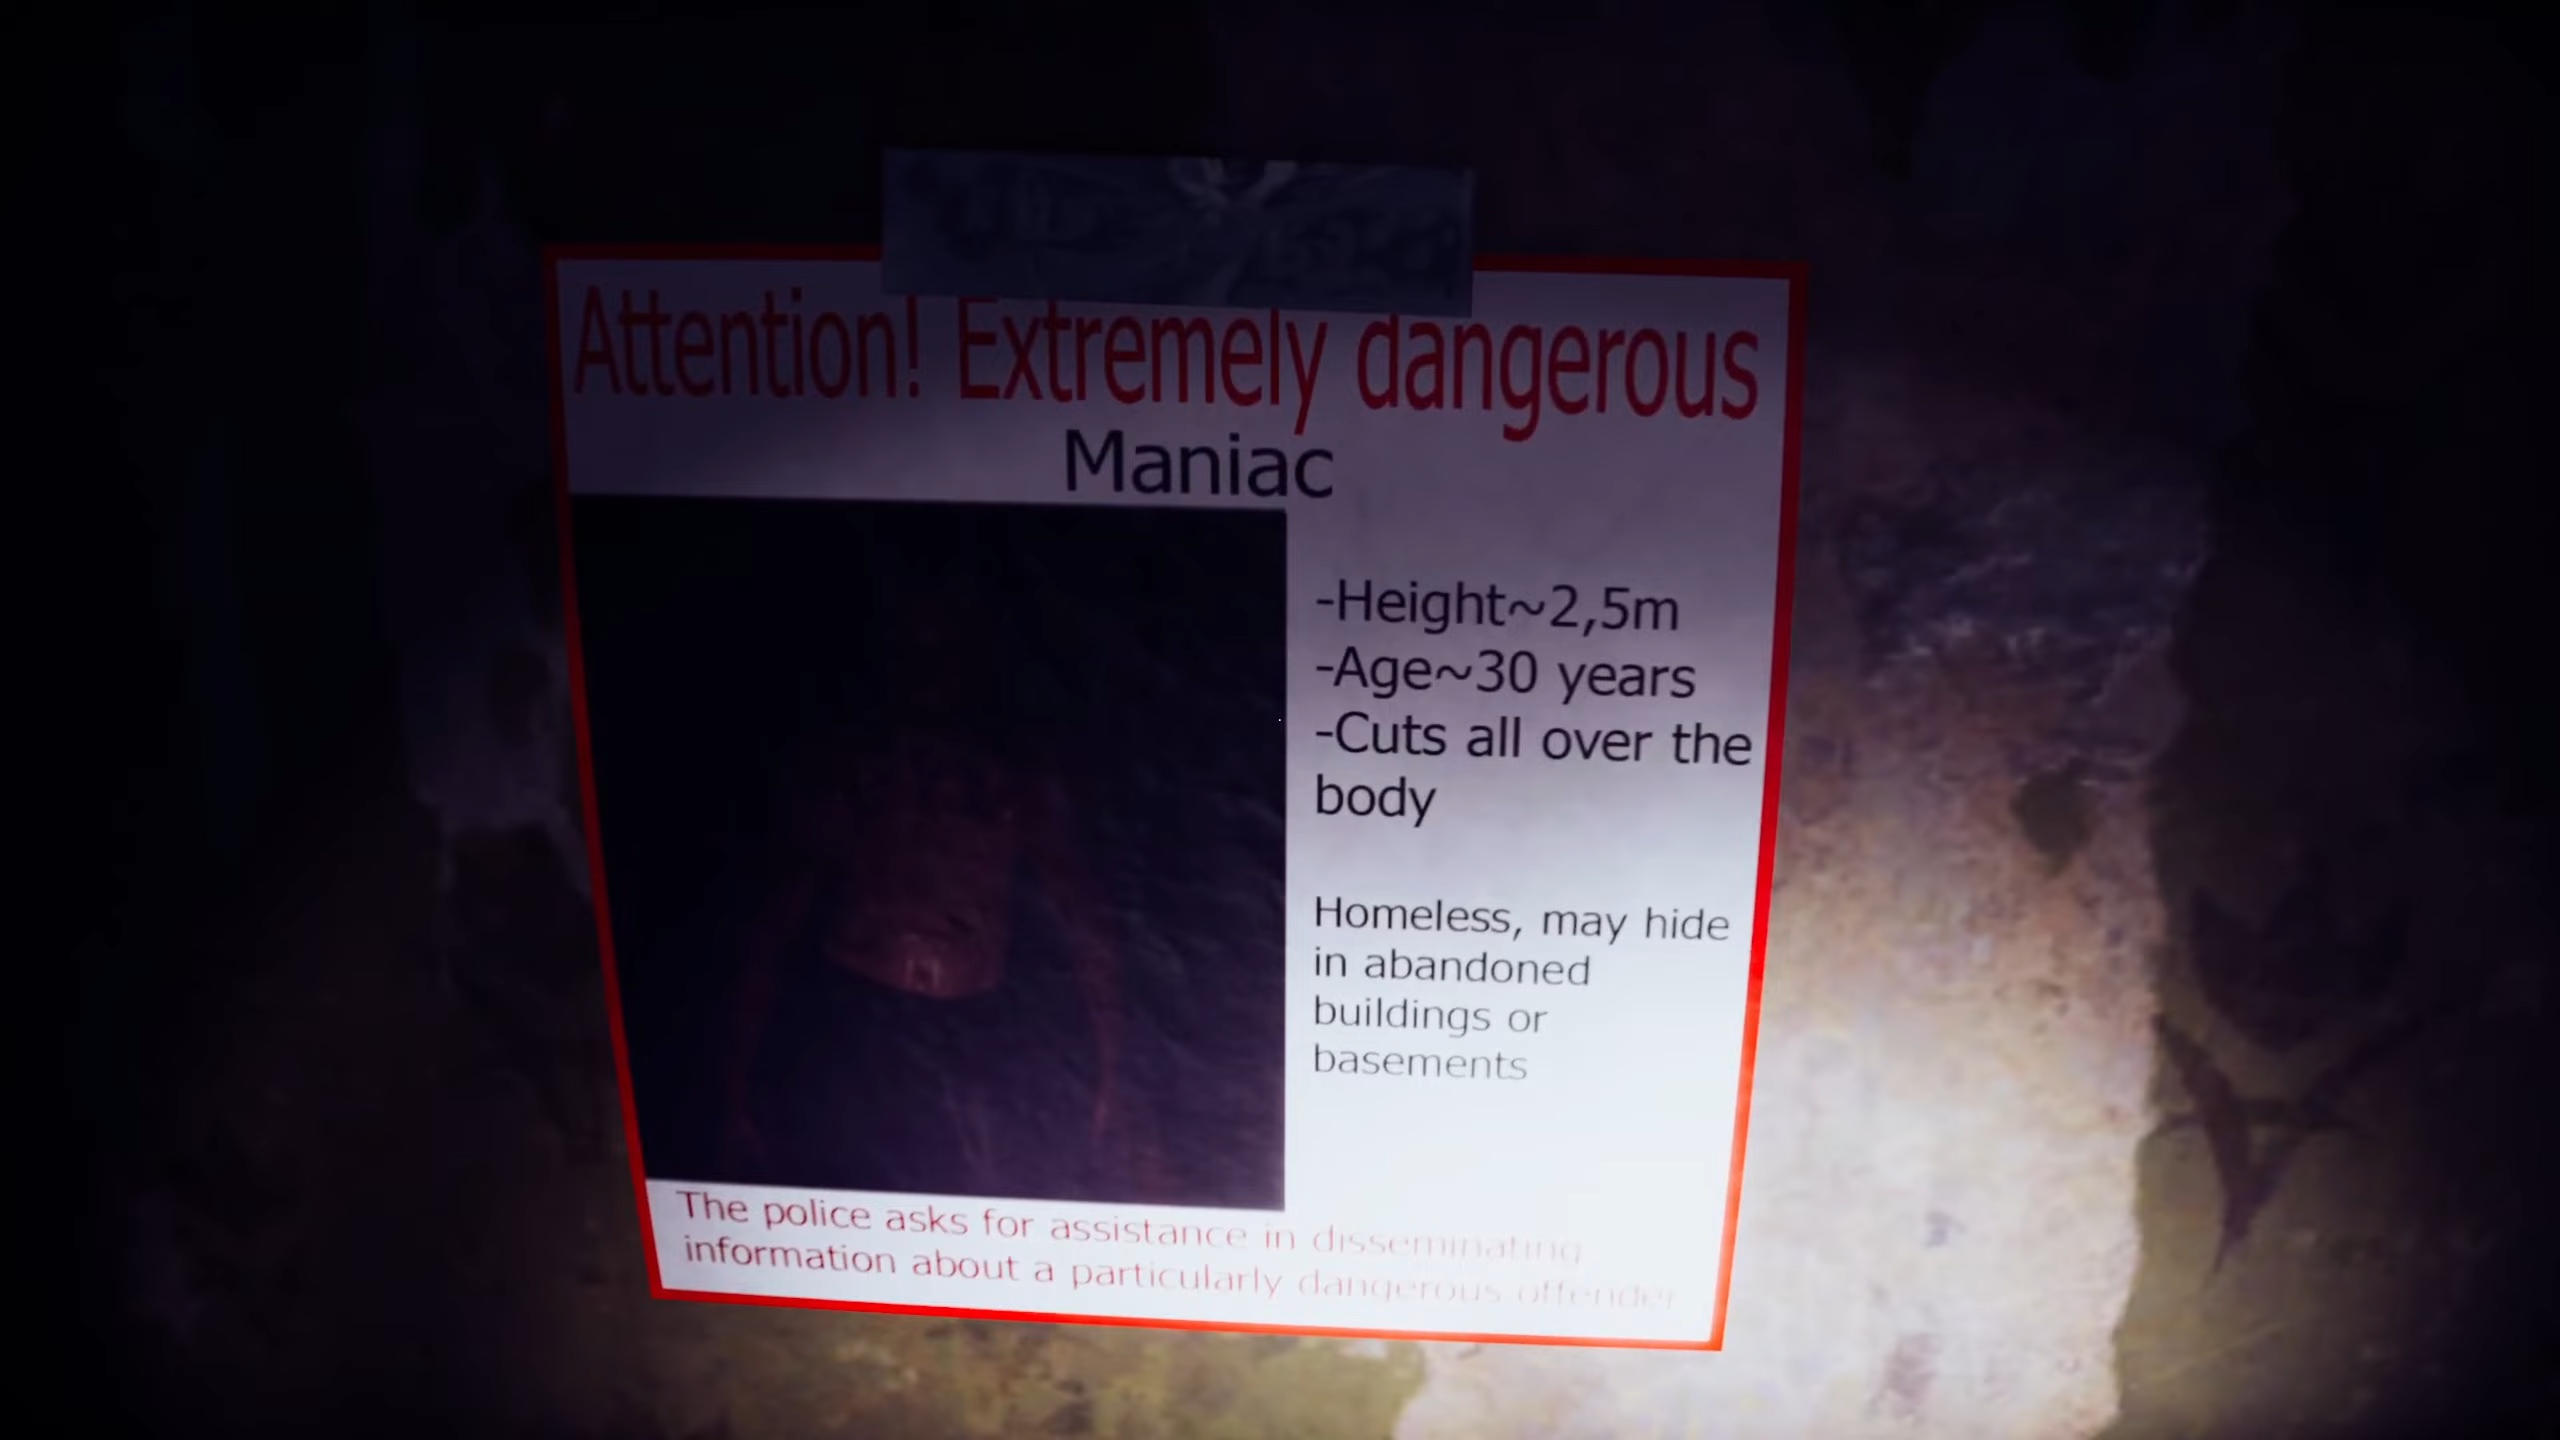 Attention! Extremely dangerous
Maniac
-Height~2,5m
-Age~30 years
-Cuts all over the
body
Homeless, may hide
in abandoned
buildings or
basements
The police asks for assistance in disseminating
information about a particularly dangerous offender